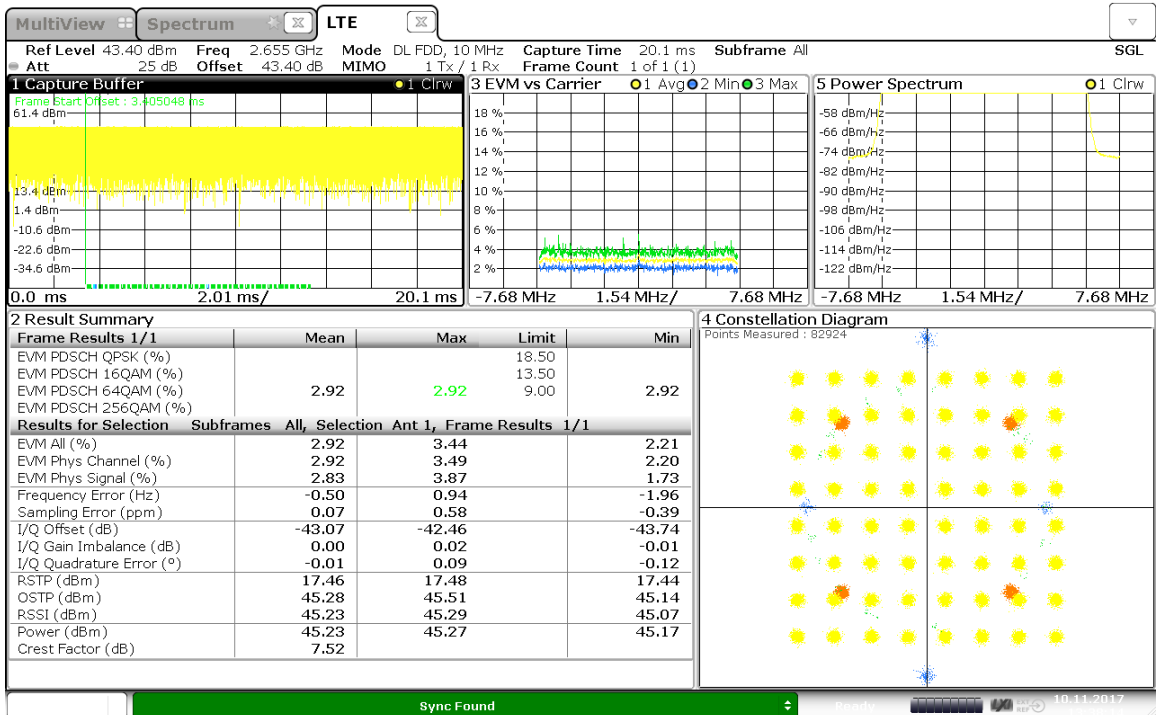 MultiView Spectrum LTE
Ref Level 43.40 dBm Freq 2.655 GHz Mode DL FDD, 10 MHz Capture Time 20.1 ms Subframe All SGL
Att 25 dB Offset 43.40 dB MIMO 1 Tx / 1 Rx Frame Count 1 of 1 (1)
1 Capture Buffer 1 Clrw
Frame Start Offset : 3.405048 ms
61.4 dBm
13.4 dBm
1.4 dBm
-10.6 dBm
-22.6 dBm
-34.6 dBm
0.0 ms 2.01 ms/ 20.1 ms
3 EVM vs Carrier 1 Avg 2 Min 3 Max
18 %
16 %
14 %
12 %
10 %
8 %
6 %
4 %
2 %
-7.68 MHz 1.54 MHz/ 7.68 MHz
5 Power Spectrum 1 Clrw
-58 dBm/Hz
-66 dBm/Hz
-74 dBm/Hz
-82 dBm/Hz
-90 dBm/Hz
-98 dBm/Hz
-106 dBm/Hz
-114 dBm/Hz
-122 dBm/Hz
-7.68 MHz 1.54 MHz/ 7.68 MHz
2 Result Summary
Frame Results 1/1 Mean Max Limit Min
EVM PDSCH QPSK (%) 18.50
EVM PDSCH 16QAM (%) 13.50
EVM PDSCH 64QAM (%) 2.92 2.92 9.00 2.92
EVM PDSCH 256QAM (%)
Results for Selection Subframes All, Selection Ant 1, Frame Results 1/1
EVM All (%) 2.92 3.44 2.21
EVM Phys Channel (%) 2.92 3.49 2.20
EVM Phys Signal (%) 2.83 3.87 1.73
Frequency Error (Hz) -0.50 0.94 -1.96
Sampling Error (ppm) 0.07 0.58 -0.39
I/Q Offset (dB) -43.07 -42.46 -43.74
I/Q Gain Imbalance (dB) 0.00 0.02 -0.01
I/Q Quadrature Error (º) -0.01 0.09 -0.12
RSTP (dBm) 17.46 17.48 17.44
OSTP (dBm) 45.28 45.51 45.14
RSSI (dBm) 45.23 45.29 45.07
Power (dBm) 45.23 45.27 45.17
Crest Factor (dB) 7.52
4 Constellation Diagram
Points Measured : 82924
Sync Found Ready 10.11.2017